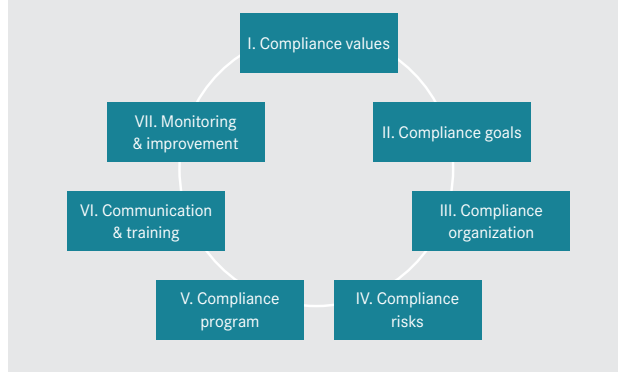 I. Compliance values
II. Compliance goals
III. Compliance
organization
IV. Compliance
risks
V. Compliance
program
VI. Communication
& training
VII. Monitoring
& improvement